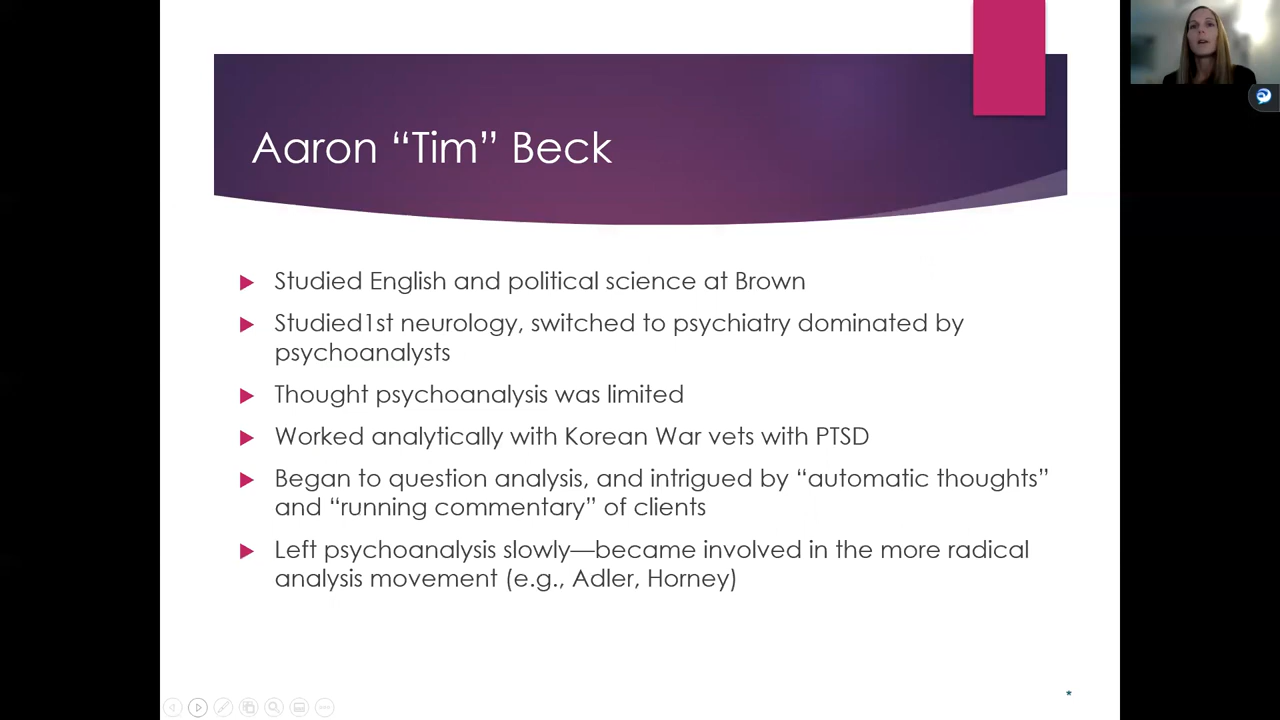 Aaron “Tim” Beck
Studied English and political science at Brown
Studied1st neurology, switched to psychiatry dominated by
psychoanalysts
Thought psychoanalysis was limited
Worked analytically with Korean War vets with PTSD
Began to question analysis, and intrigued by “automatic thoughts”
and “running commentary” of clients
Left psychoanalysis slowly—became involved in the more radical
analysis movement (e.g., Adler, Horney)
*